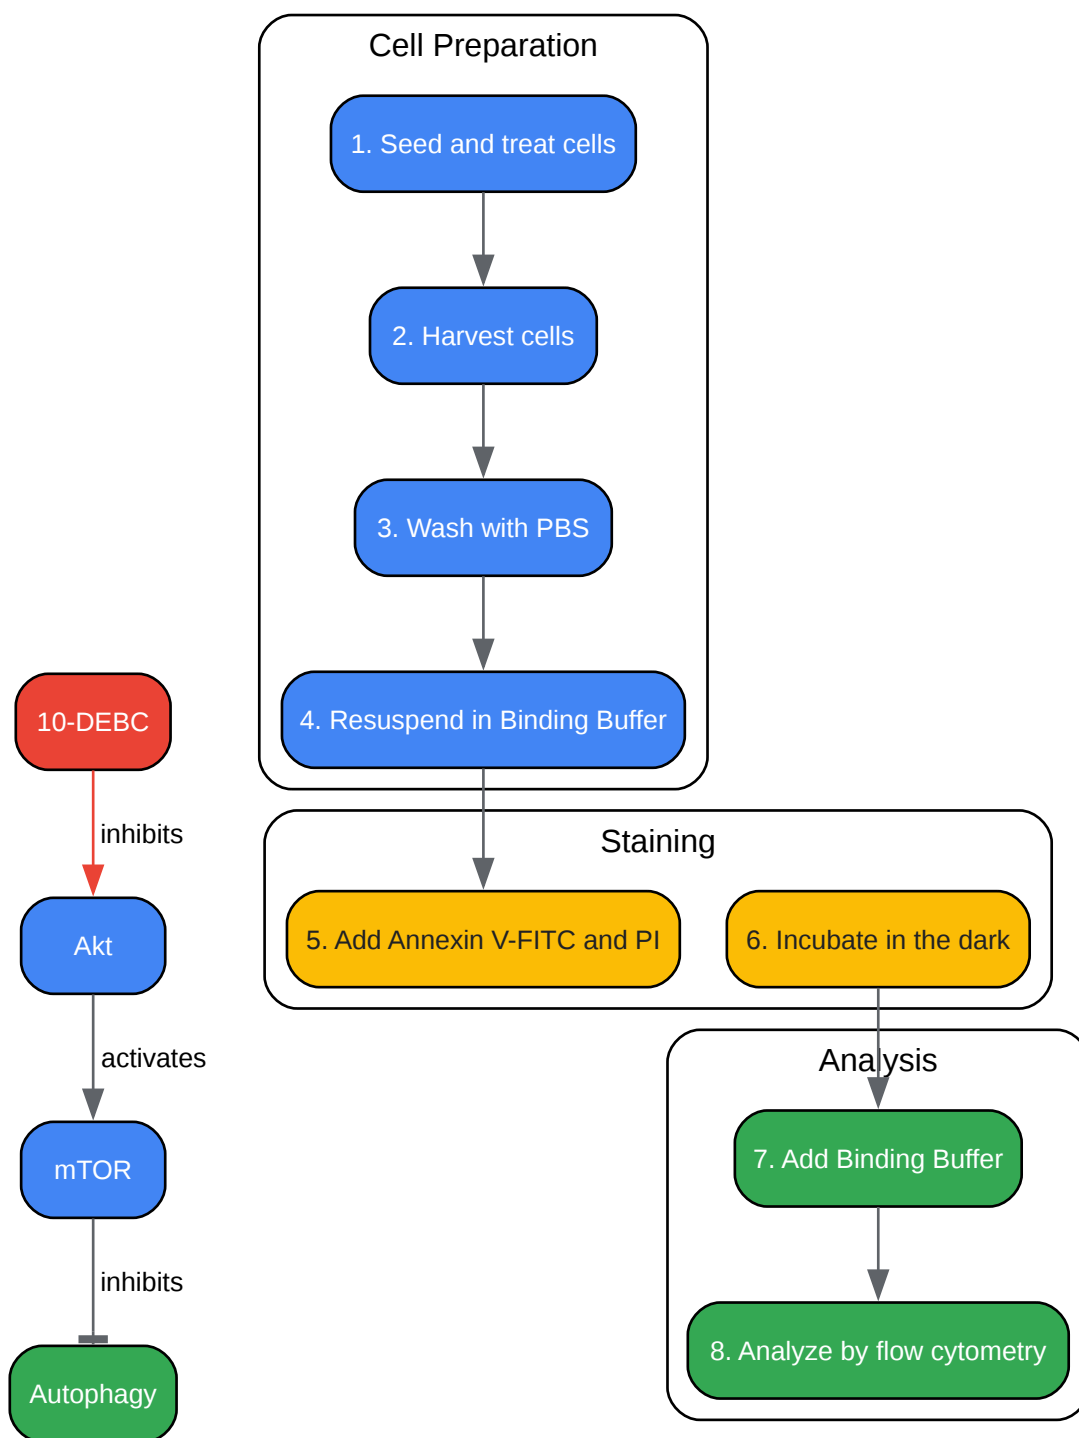 Cell Preparation
1. Seed and treat cells
2. Harvest cells
3. Wash with PBS
4. Resuspend in Binding Buffer
Staining
5. Add Annexin V-FITC and PI
6. Incubate in the dark
Analysis
7. Add Binding Buffer
8. Analyze by flow cytometry
10-DEBC
inhibits
Akt
activates
mTOR
inhibits
Autophagy